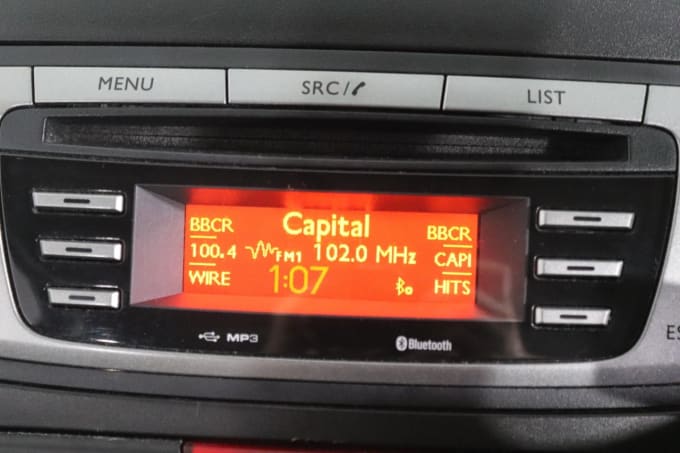 MENU
SRC/
LIST
BBCR Capital BBCR
100.4 FM1 102.0 MHz CAPI
WIRE 1:07 HITS
MP3
Bluetooth
ES